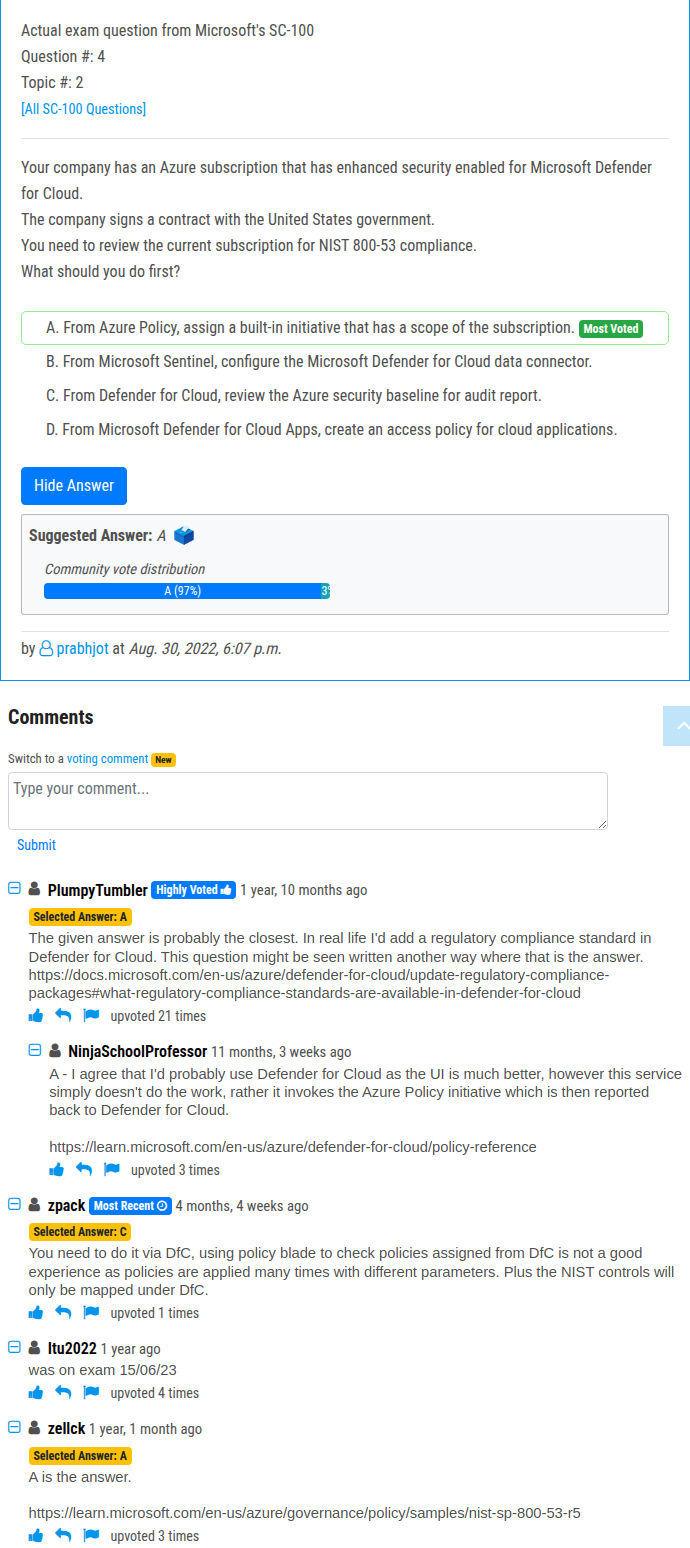 Actual exam question from Microsoft's SC-100
Question #: 4
Topic #: 2
[All SC-100 Questions]
Your company has an Azure subscription that has enhanced security enabled for Microsoft Defender
for Cloud.
The company signs a contract with the United States government.
You need to review the current subscription for NIST 800-53 compliance.
What should you do first?
A. From Azure Policy, assign a built-in initiative that has a scope of the subscription. Most Voted
B. From Microsoft Sentinel, configure the Microsoft Defender for Cloud data connector.
C. From Defender for Cloud, review the Azure security baseline for audit report.
D. From Microsoft Defender for Cloud Apps, create an access policy for cloud applications.
Hide Answer
Suggested Answer: A
Community vote distribution
A (97%) 3
by prabhjot at Aug. 30, 2022, 6:07 p.m.
Comments
Switch to a voting comment New
Type your comment...
Submit
PlumpyTumbler Highly Voted 1 year, 10 months ago
Selected Answer: A
The given answer is probably the closest. In real life I'd add a regulatory compliance standard in
Defender for Cloud. This question might be seen written another way where that is the answer.
https://docs.microsoft.com/en-us/azure/defender-for-cloud/update-regulatory-compliance-
packages#what-regulatory-compliance-standards-are-available-in-defender-for-cloud
upvoted 21 times
NinjaSchoolProfessor 11 months, 3 weeks ago
A - I agree that I'd probably use Defender for Cloud as the UI is much better, however this service
simply doesn't do the work, rather it invokes the Azure Policy initiative which is then reported
back to Defender for Cloud.
https://learn.microsoft.com/en-us/azure/defender-for-cloud/policy-reference
upvoted 3 times
zpack Most Recent 4 months, 4 weeks ago
Selected Answer: C
You need to do it via DfC, using policy blade to check policies assigned from DfC is not a good
experience as policies are applied many times with different parameters. Plus the NIST controls will
only be mapped under DfC.
upvoted 1 times
Itu2022 1 year ago
was on exam 15/06/23
upvoted 4 times
zellck 1 year, 1 month ago
Selected Answer: A
A is the answer.
https://learn.microsoft.com/en-us/azure/governance/policy/samples/nist-sp-800-53-r5
upvoted 3 times